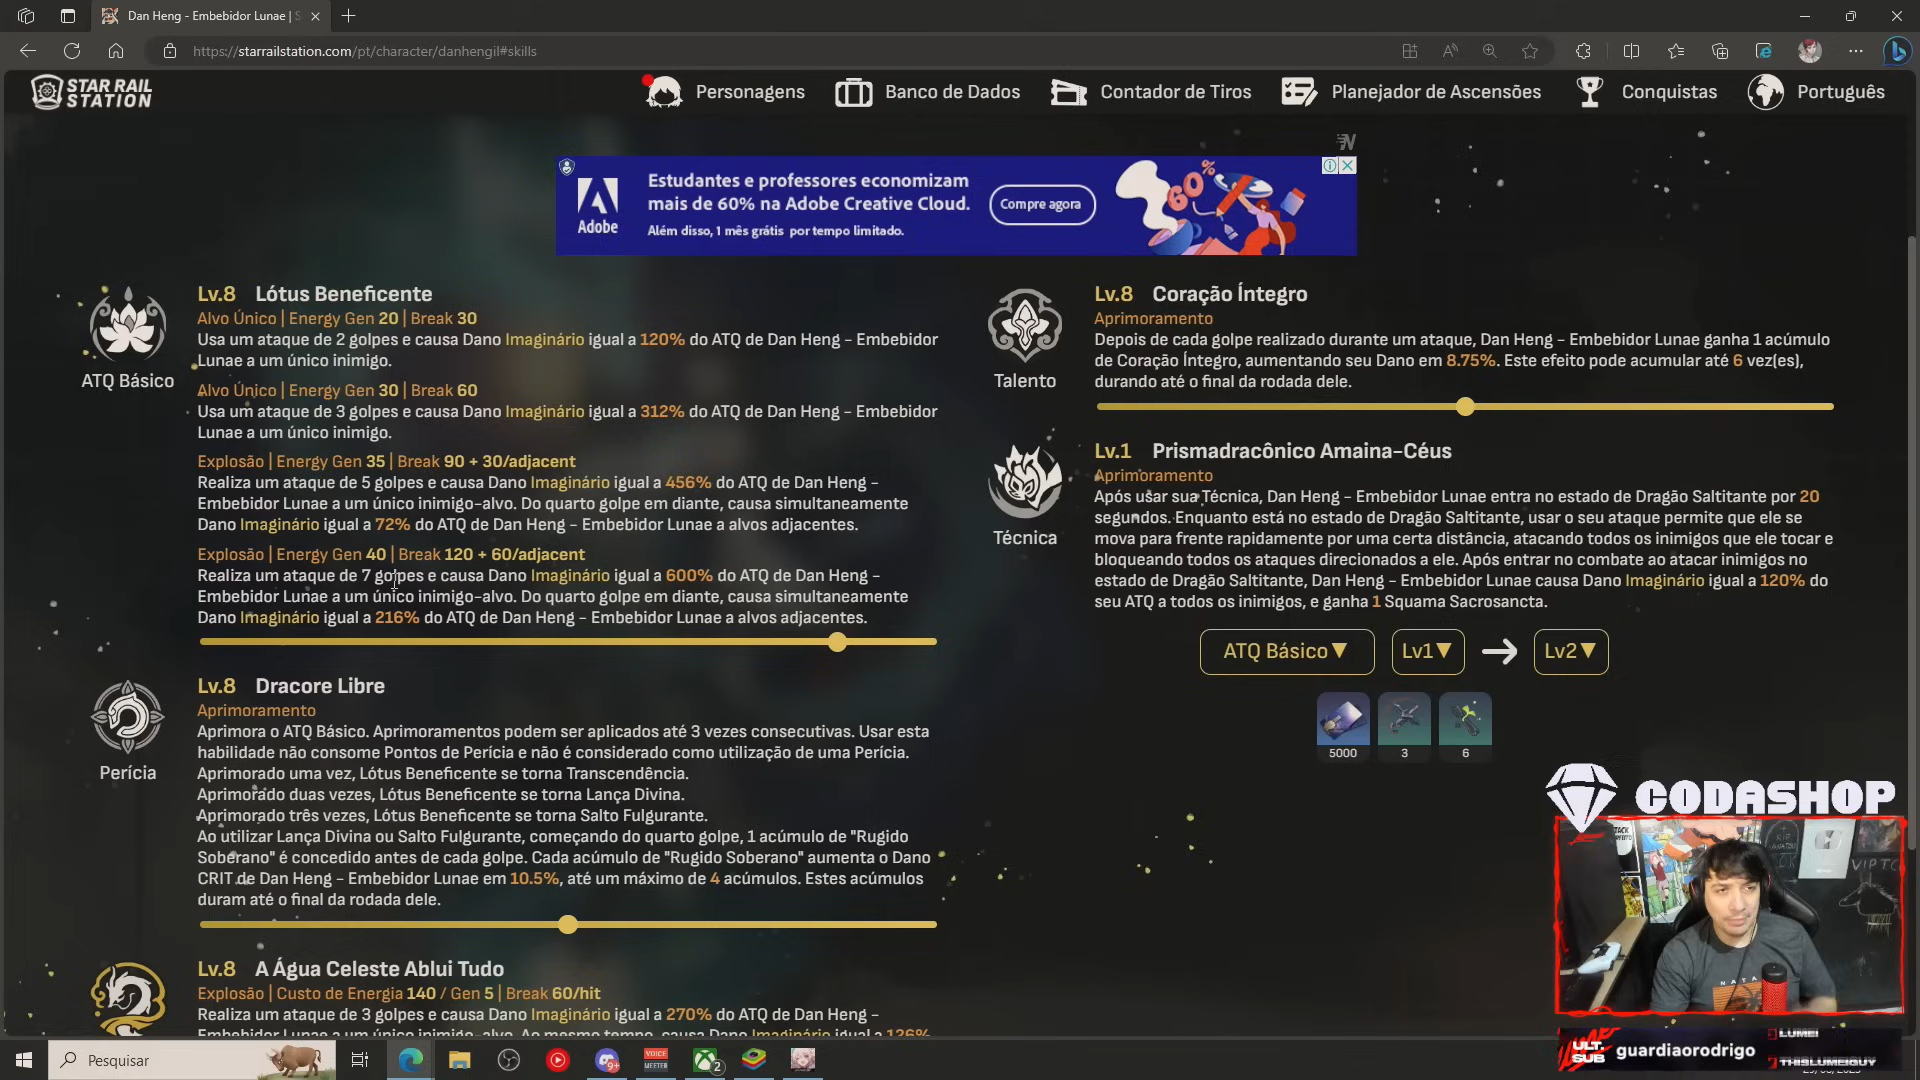 Dan Heng - Embebidor Lunae | S
https://starrailstation.com/pt/character/danhengil#skills
STAR RAIL
STATION
Personagens
Banco de Dados
Contador de Tiros
Planejador de Ascensões
Conquistas
Português
Adobe
Estudantes e professores economizam
mais de 60% na Adobe Creative Cloud.
Além disso, 1 mês grátis por tempo limitado.
Compre agora
60%
ATQ Básico
Lv.8 Lótus Beneficente
Alvo Único | Energy Gen 20 | Break 30
Usa um ataque de 2 golpes e causa Dano Imaginário igual a 120% do ATQ de Dan Heng - Embebidor
Lunae a um único inimigo.
Alvo Único | Energy Gen 30 | Break 60
Usa um ataque de 3 golpes e causa Dano Imaginário igual a 312% do ATQ de Dan Heng - Embebidor
Lunae a um único inimigo.
Explosão | Energy Gen 35 | Break 90 + 30/adjacent
Realiza um ataque de 5 golpes e causa Dano Imaginário igual a 456% do ATQ de Dan Heng -
Embebidor Lunae a um único inimigo-alvo. Do quarto golpe em diante, causa simultaneamente
Dano Imaginário igual a 72% do ATQ de Dan Heng - Embebidor Lunae a alvos adjacentes.
Explosão | Energy Gen 40 | Break 120 + 60/adjacent
Realiza um ataque de 7 golpes e causa Dano Imaginário igual a 600% do ATQ de Dan Heng -
Embebidor Lunae a um único inimigo-alvo. Do quarto golpe em diante, causa simultaneamente
Dano Imaginário igual a 216% do ATQ de Dan Heng - Embebidor Lunae a alvos adjacentes.
Perícia
Lv.8 Dracore Libre
Aprimoramento
Aprimora o ATQ Básico. Aprimoramentos podem ser aplicados até 3 vezes consecutivas. Usar esta
habilidade não consome Pontos de Perícia e não é considerado como utilização de uma Perícia.
Aprimorado uma vez, Lótus Beneficente se torna Transcendência.
Aprimorado duas vezes, Lótus Beneficente se torna Lança Divina.
Aprimorado três vezes, Lótus Beneficente se torna Salto Fulgurante.
Ao utilizar Lança Divina ou Salto Fulgurante, começando do quarto golpe, 1 acúmulo de "Rugido
Soberano" é concedido antes de cada golpe. Cada acúmulo de "Rugido Soberano" aumenta o Dano
CRIT de Dan Heng - Embebidor Lunae em 10.5%, até um máximo de 4 acúmulos. Estes acúmulos
duram até o final da rodada dele.
Lv.8 A Água Celeste Ablui Tudo
Explosão | Custo de Energia 140 / Gen 5 | Break 60/hit
Realiza um ataque de 3 golpes e causa Dano Imaginário igual a 270% do ATQ de Dan Heng -
Embebidor Lunae a um único inimigo-alvo. Ao mesmo tempo, causa Dano Imaginário igual a 126%
Talento
Lv.8 Coração Íntegro
Aprimoramento
Depois de cada golpe realizado durante um ataque, Dan Heng - Embebidor Lunae ganha 1 acúmulo
de Coração Íntegro, aumentando seu Dano em 8.75%. Este efeito pode acumular até 6 vez(es),
durando até o final da rodada dele.
Técnica
Lv.1 Prismadracônico Amaina-Céus
Aprimoramento
Após usar sua Técnica, Dan Heng - Embebidor Lunae entra no estado de Dragão Saltitante por 20
segundos. Enquanto está no estado de Dragão Saltitante, usar o seu ataque permite que ele se
mova para frente rapidamente por uma certa distância, atacando todos os inimigos que ele tocar e
bloqueando todos os ataques direcionados a ele. Após entrar no combate ao atacar inimigos no
estado de Dragão Saltitante, Dan Heng - Embebidor Lunae causa Dano Imaginário igual a 120% do
seu ATQ a todos os inimigos, e ganha 1 Squama Sacrosancta.
ATQ Básico▼ Lv1▼ → Lv2▼
5000 3 6
CODASHOP
VIP TC
ULT.
SUB
guardiaorodrigo
LUMEI
THISLUMEIGUY
Pesquisar
9+
VOICE
MEETER
2